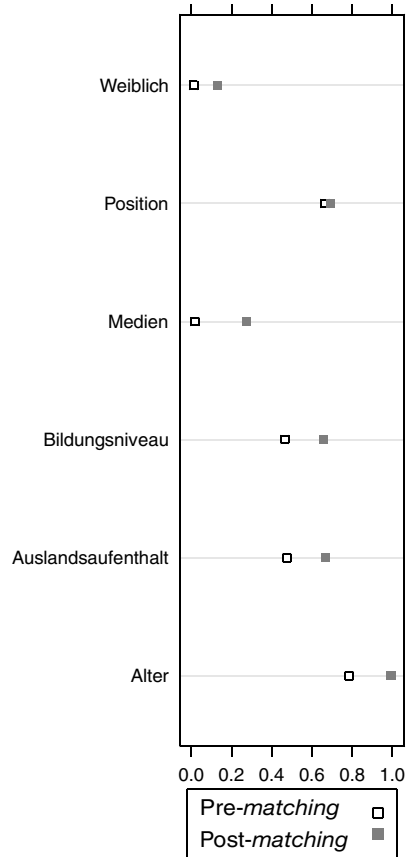 Weiblich
Position
Medien
Bildungsniveau
Auslandsaufenthalt
Alter
0.0 0.2 0.4 0.6 0.8 1.0
Pre-matching
Post-matching